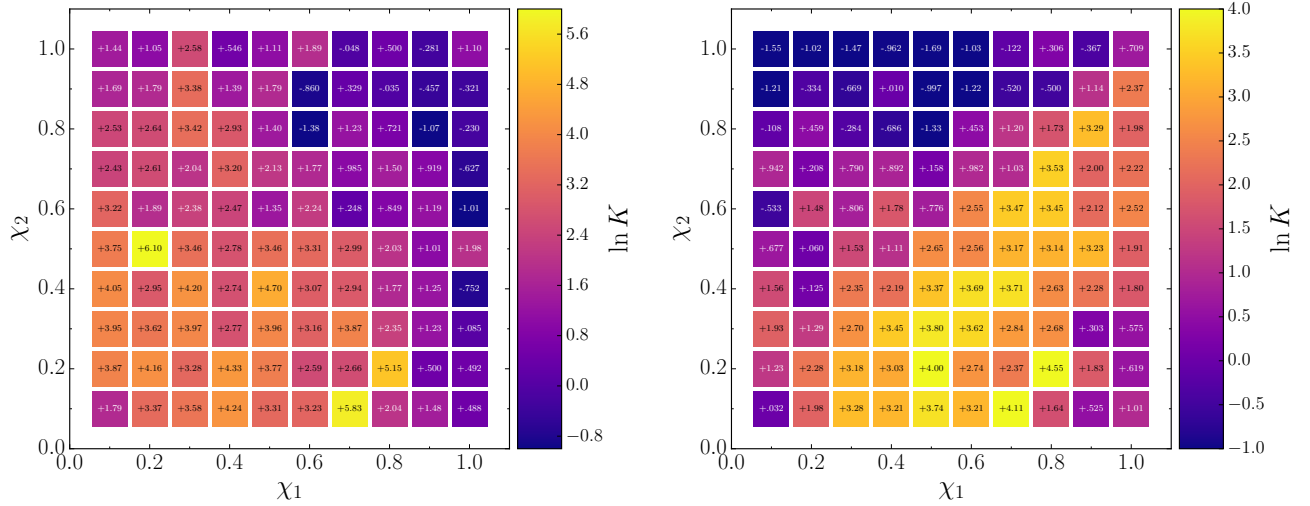 1.0 +1.44 +1.05 +2.58 +.546 +1.11 +1.89 -.048 +.500 -.281 +1.10
+1.69 +1.79 +3.38 +1.39 +1.79 -.860 +.329 -.035 -.457 -.321
0.8 +2.53 +2.64 +3.42 +2.93 +1.40 -1.38 +1.23 +.721 -1.07 -.230
+2.43 +2.61 +2.04 +3.20 +2.13 +1.77 +.985 +1.50 +.919 -.627
0.6 +3.22 +1.89 +2.38 +2.47 +1.35 +2.24 +.248 +.849 +1.19 -1.01
+3.75 +6.10 +3.46 +2.78 +3.46 +3.31 +2.99 +2.03 +1.01 +1.98
0.4 +4.05 +2.95 +4.20 +2.74 +4.70 +3.07 +2.94 +1.77 +1.25 -.752
+3.95 +3.62 +3.97 +2.77 +3.96 +3.16 +3.87 +2.35 +1.23 +.085
0.2 +3.87 +4.16 +3.28 +4.33 +3.77 +2.59 +2.66 +5.15 +.500 +.492
+1.79 +3.37 +3.58 +4.24 +3.31 +3.23 +5.83 +2.04 +1.48 +.488
0.0
0.0 0.2 0.4 0.6 0.8 1.0
χ1
χ2
5.6
4.8
4.0
3.2
2.4
1.6
0.8
0.0
−0.8
ln K
1.0 -1.55 -1.02 -1.47 -.962 -1.69 -1.03 -.122 +.306 -.367 +.709
-1.21 -.334 -.669 +.010 -.997 -1.22 -.520 -.500 +1.14 +2.37
0.8 -.108 +.459 -.284 -.686 -1.33 +.453 +1.20 +1.73 +3.29 +1.98
+.942 +.208 +.790 +.892 +.158 +.982 +1.03 +3.53 +2.00 +2.22
0.6 -.533 +1.48 +.806 +1.78 +.776 +2.55 +3.47 +3.45 +2.12 +2.52
+.677 +.060 +1.53 +1.11 +2.65 +2.56 +3.17 +3.14 +3.23 +1.91
0.4 +1.56 +.125 +2.35 +2.19 +3.37 +3.69 +3.71 +2.63 +2.28 +1.80
+1.93 +1.29 +2.70 +3.45 +3.80 +3.62 +2.84 +2.68 +.303 +.575
0.2 +1.23 +2.28 +3.18 +3.03 +4.00 +2.74 +2.37 +4.55 +1.83 +.619
+.032 +1.98 +3.28 +3.21 +3.74 +3.21 +4.11 +1.64 +.525 +1.01
0.0
0.0 0.2 0.4 0.6 0.8 1.0
χ1
χ2
4.0
3.5
3.0
2.5
2.0
1.5
1.0
0.5
0.0
−0.5
−1.0
ln K